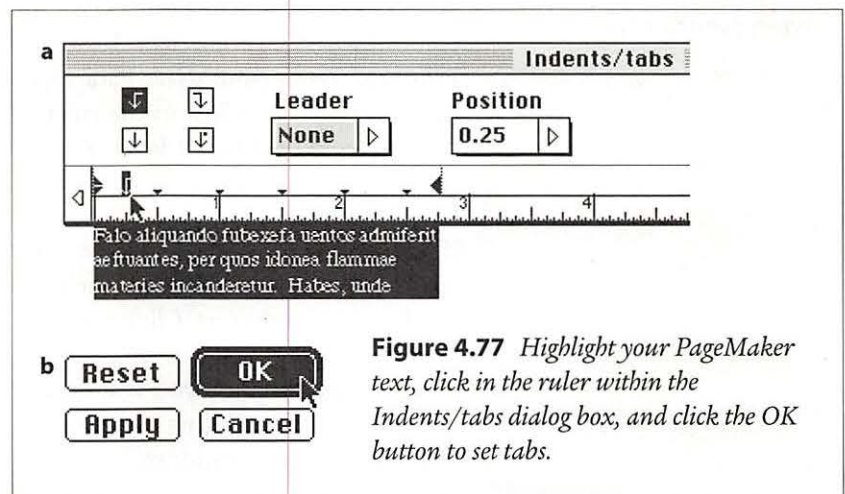 a
Indents/tabs
Leader Position
None 0.25
1 2 3 4
Falo aliquando futexefa uentos admiferit
aeftuantes, per quos idonea flammae
materies incanderetur. Habes, unde
b
Reset OK
Apply Cancel
Figure 4.77 Highlight your PageMaker
text, click in the ruler within the
Indents/tabs dialog box, and click the OK
button to set tabs.